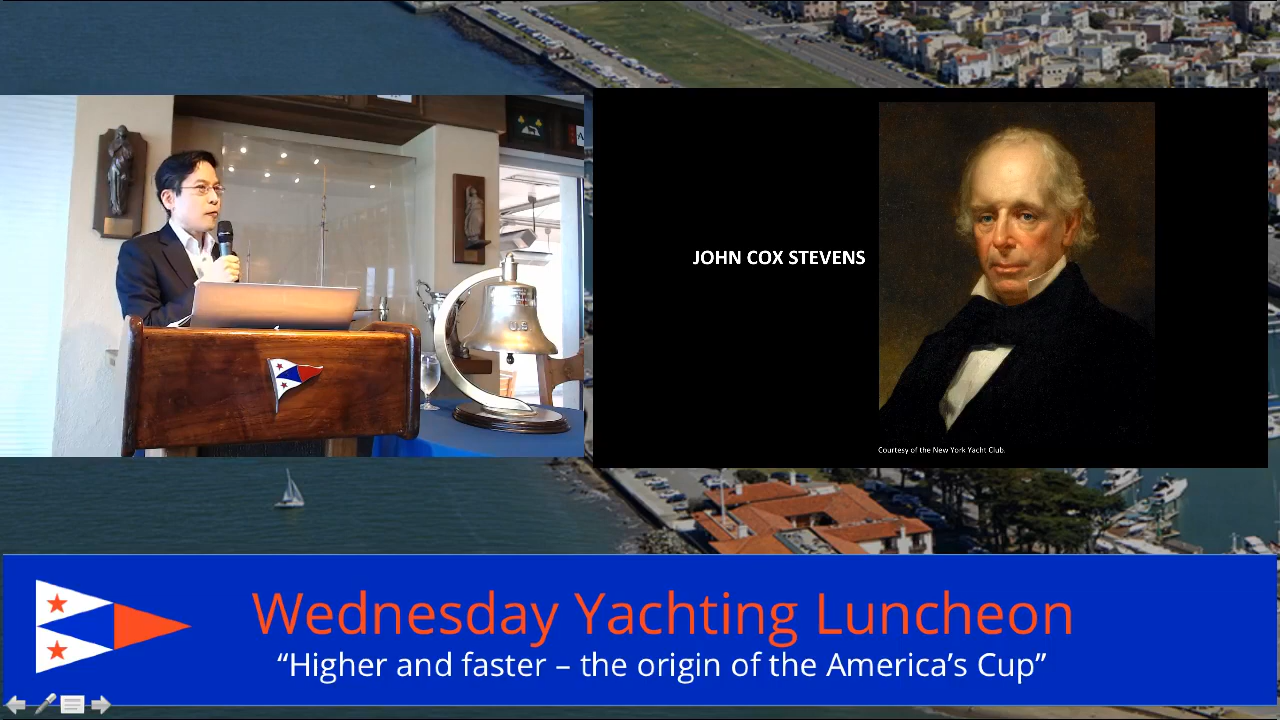 U.S
JOHN COX STEVENS
Courtesy of the New York Yacht Club.
Wednesday Yachting Luncheon
“Higher and faster – the origin of the America’s Cup”